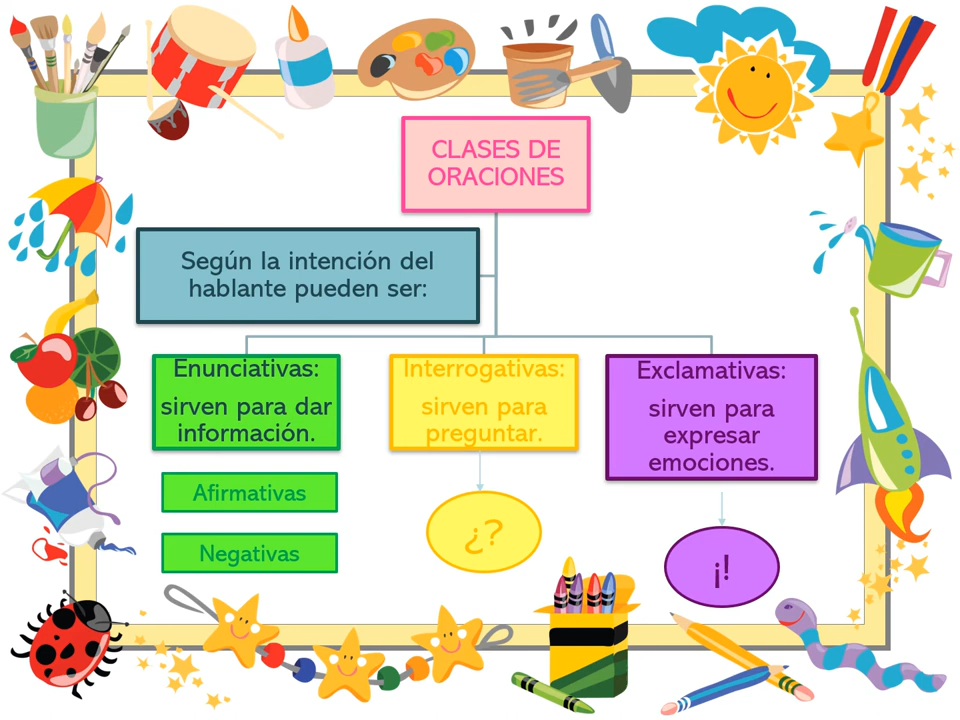 CLASES DE
ORACIONES
Según la intención del
hablante pueden ser:
Enunciativas:
sirven para dar
información.
Interrogativas:
sirven para
preguntar.
Exclamativas:
sirven para
expresar
emociones.
Afirmativas
Negativas
¿?
¡!